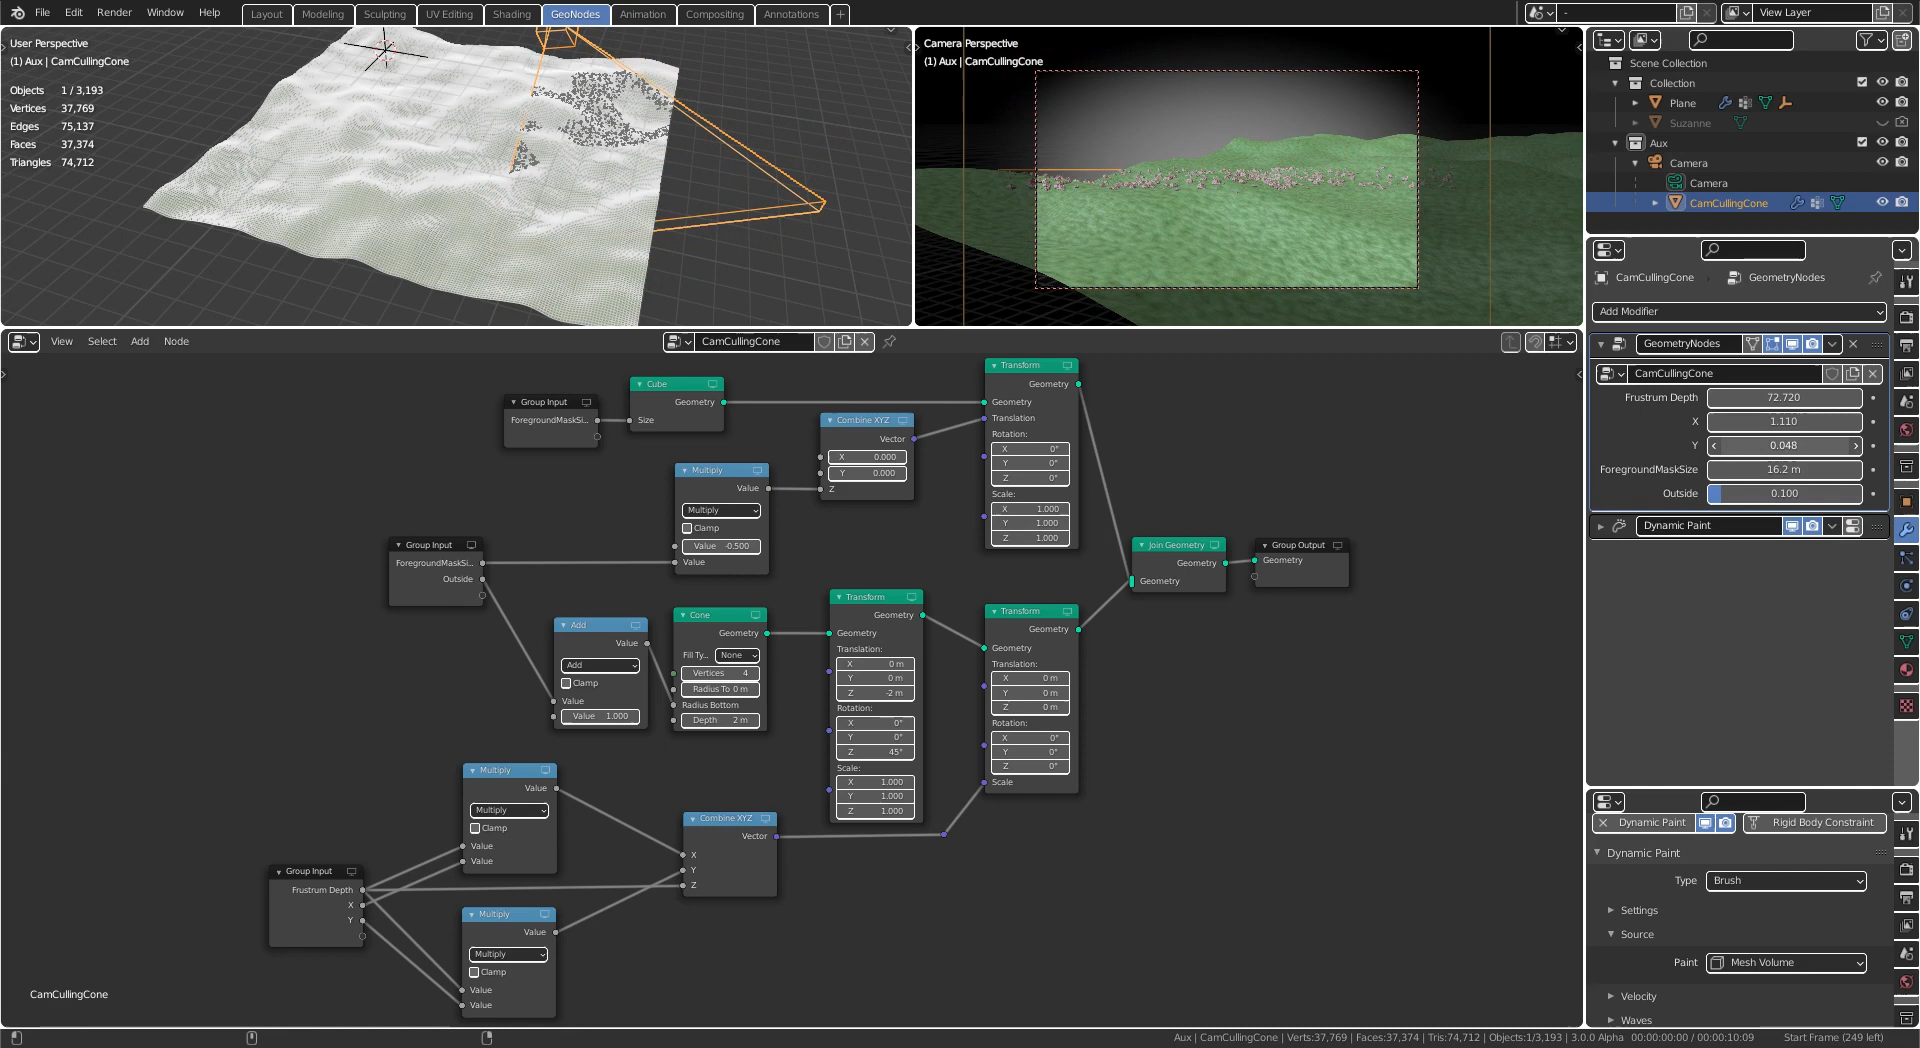 File Edit Render Window Help
Layout Modeling Sculpting UV Editing Shading GeoNodes Animation Compositing Annotations +
View Layer
User Perspective
(1) Aux | CamCullingCone
Objects 1 / 3,193
Vertices 37,769
Edges 75,137
Faces 37,374
Triangles 74,712
Camera Perspective
(1) Aux | CamCullingCone
Scene Collection
Collection
Plane
Suzanne
Aux
Camera
Camera
CamCullingCone
CamCullingCone GeometryNodes
Add Modifier
GeometryNodes
CamCullingCone
Frustrum Depth 72.720
X 1.110
Y 0.048
ForegroundMaskSize 16.2 m
Outside 0.100
Dynamic Paint
Dynamic Paint Rigid Body Constraint
Dynamic Paint
Type Brush
Settings
Source
Paint Mesh Volume
Velocity
Waves
View Select Add Node
CamCullingCone
Group Input
ForegroundMaskSi...
Cube
Geometry
Size
Combine XYZ
Vector
X 0.000
Y 0.000
Z
Transform
Geometry
Geometry
Translation
Rotation:
X 0°
Y 0°
Z 0°
Scale:
X 1.000
Y 1.000
Z 1.000
Multiply
Value
Multiply
Clamp
Value -0.500
Value
Group Input
ForegroundMaskSi...
Outside
Join Geometry
Geometry
Geometry
Group Output
Geometry
Add
Value
Add
Clamp
Value
Value 1.000
Cone
Geometry
Fill Ty... None
Vertices 4
Radius To 0 m
Radius Bottom
Depth 2 m
Transform
Geometry
Geometry
Translation:
X 0 m
Y 0 m
Z -2 m
Rotation:
X 0°
Y 0°
Z 45°
Scale:
X 1.000
Y 1.000
Z 1.000
Transform
Geometry
Geometry
Translation:
X 0 m
Y 0 m
Z 0 m
Rotation:
X 0°
Y 0°
Z 0°
Scale
Multiply
Value
Multiply
Clamp
Value
Value
Combine XYZ
Vector
X
Y
Z
Group Input
Frustrum Depth
X
Y
Multiply
Value
Multiply
Clamp
Value
Value
CamCullingCone
Aux | CamCullingCone | Verts:37,769 | Faces:37,374 | Tris:74,712 | Objects:1/3,193 | 3.0.0 Alpha 00:00:00:00 / 00:00:10:09 Start Frame (249 left)